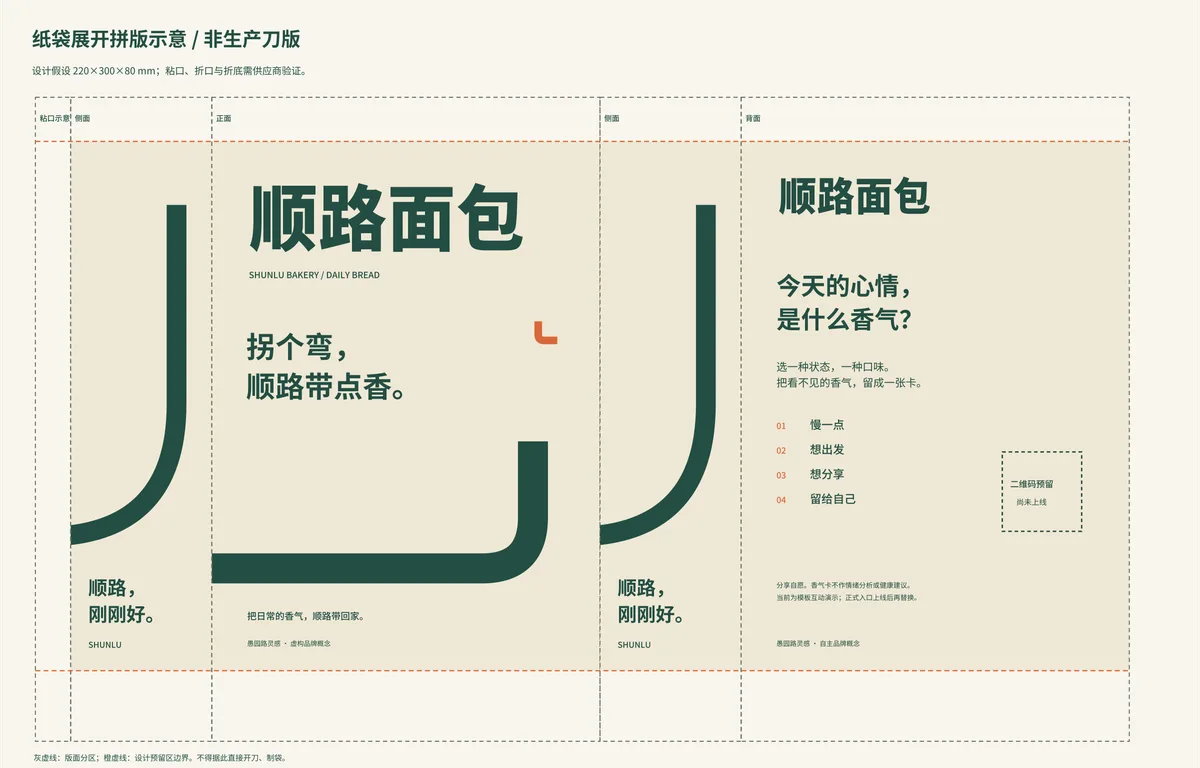 纸袋展开拼版示意 / 非生产刀版
设计假设 220×300×80 mm；粘口、折口与折底需供应商验证。
粘口示意
侧面
正面
侧面
背面
顺路面包
SHUNLU BAKERY / DAILY BREAD
拐个弯，
顺路带点香。
把日常的香气，顺路带回家。
愚园路灵感 · 虚构品牌概念
顺路，
刚刚好。
SHUNLU
顺路，
刚刚好。
SHUNLU
顺路面包
今天的心情，
是什么香气？
选一种状态，一种口味。
把看不见的香气，留成一张卡。
01 慢一点
02 想出发
03 想分享
04 留给自己
二维码预留
尚未上线
分享自愿。香气卡不作情绪分析或健康建议。
当前为模板互动演示；正式入口上线后再替换。
愚园路灵感 · 自主品牌概念
灰虚线：版面分区；橙虚线：设计预留区边界。不得据此直接开刀、制袋。